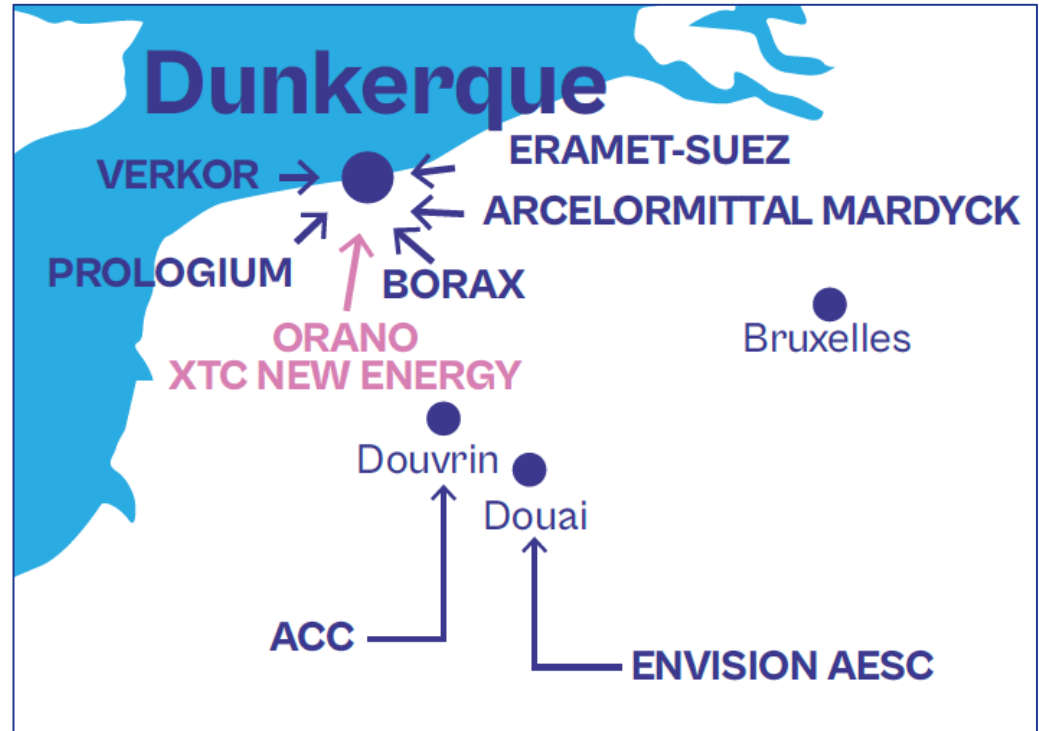 Dunkerque
ERAMET-SUEZ
VERKOR
ARCELORMITTAL MARDYCK
PROLOGIUM
BORAX
ORANO
XTC NEW ENERGY
Bruxelles
Douvrin
Douai
ACC
ENVISION AESC